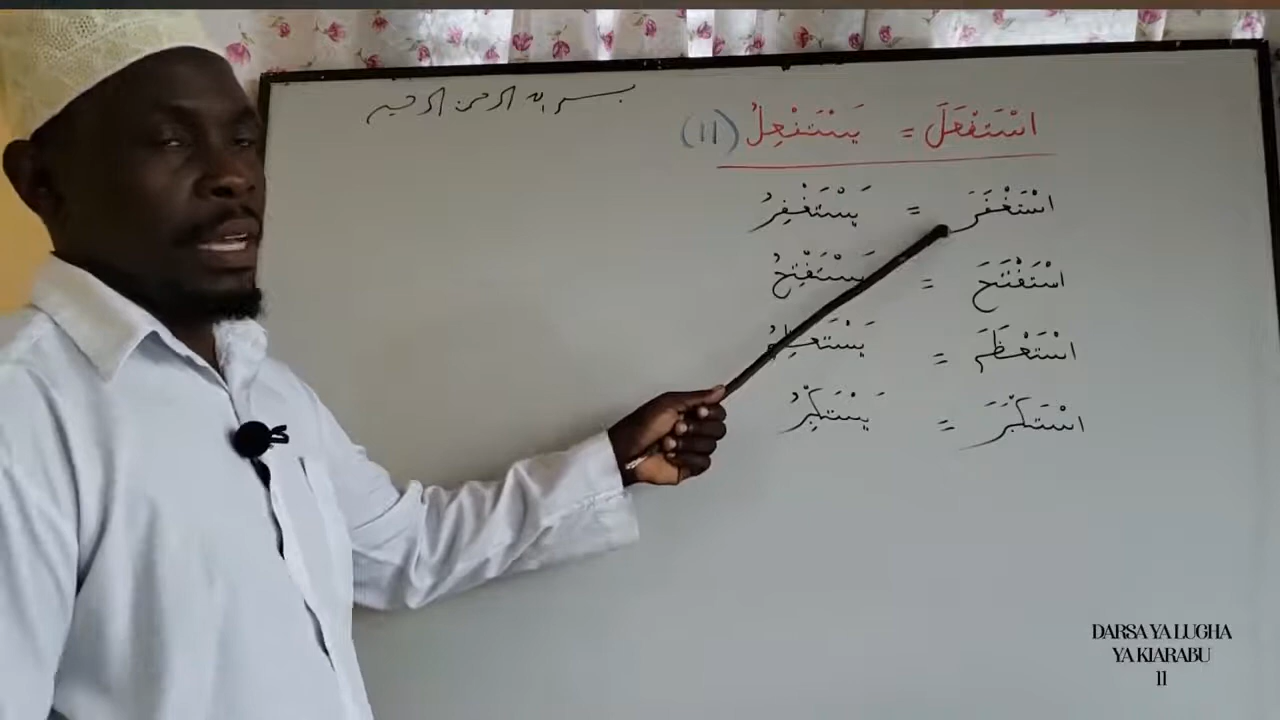 بسم الله الرحمن الرحيم
اسْتَفْعَلَ = يَسْتَفْعِلُ (11)
اسْتَغْفَرَ = يَسْتَغْفِرُ
اسْتَفْتَحَ = يَسْتَفْتِحُ
اسْتَعْظَمَ = يَسْتَعْظِمُ
اسْتَكْبَرَ = يَسْتَكْبِرُ
DARSA YA LUGHA
YA KIARABU
11